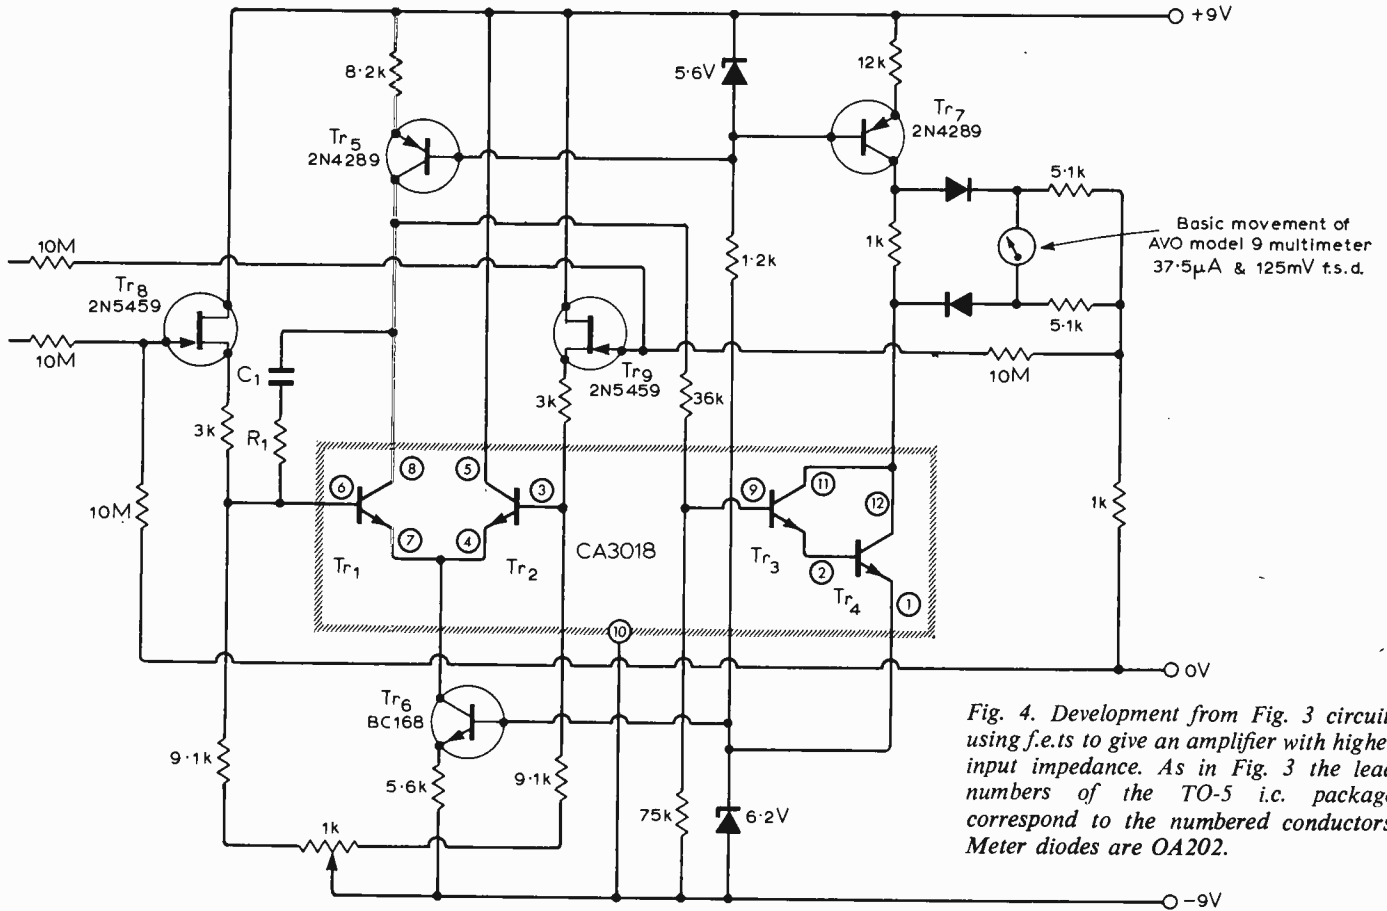 +9V
8·2k
5·6V
12k
Tr5
2N4289
Tr7
2N4289
5·1k
Basic movement of
AVO model 9 multimeter
37.5µA & 125mV f.s.d.
10M
1k
1·2k
Tr8
2N5459
5·1k
10M
C1
Tr9
2N5459
10M
3k
3k
36k
R1
6
8
5
3
9
11
12
10M
1k
7
4
CA3018
Tr1
Tr2
Tr3
2
Tr4
1
10
0V
Tr6
BC168
9·1k
5·6k
9·1k
75k
6·2V
1k
-9V
Fig. 4. Development from Fig. 3 circuit
using f.e.ts to give an amplifier with
input impedance. As in Fig. 3 the
numbers of the TO-5 i.c.
correspond to the numbered
Meter diodes are OA202.